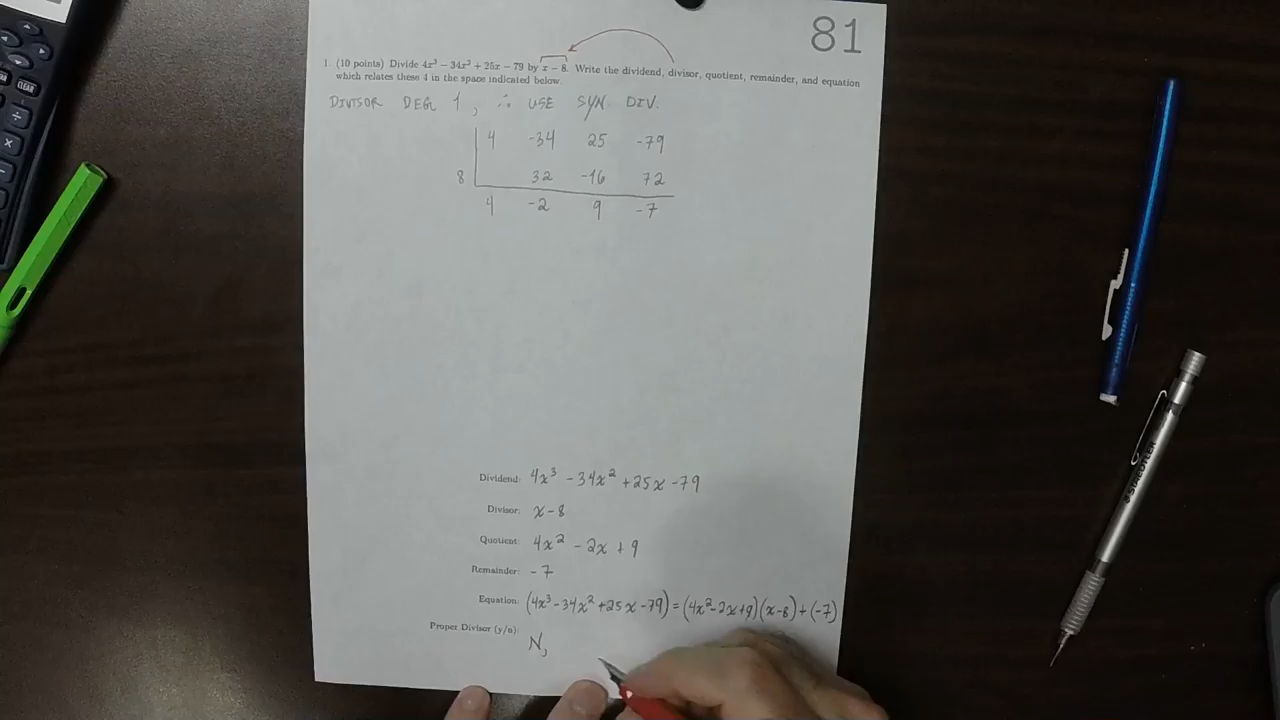 81
1. (10 points) Divide 4x³ − 34x² + 25x − 79 by x − 8. Write the dividend, divisor, quotient, remainder, and equation
which relates these 4 in the space indicated below.
DIVISOR DEG 1, ∴ USE SYN. DIV.
4 -34 25 -79
8 32 -16 72
4 -2 9 -7
Dividend: 4x³ - 34x² + 25x - 79
Divisor: x - 8
Quotient: 4x² - 2x + 9
Remainder: - 7
Equation: (4x³ - 34x² + 25x - 79) = (4x² - 2x + 9)(x - 8) + (-7)
Proper Divisor (y/n): N,
CLEAR
÷
×
STAEDTLER